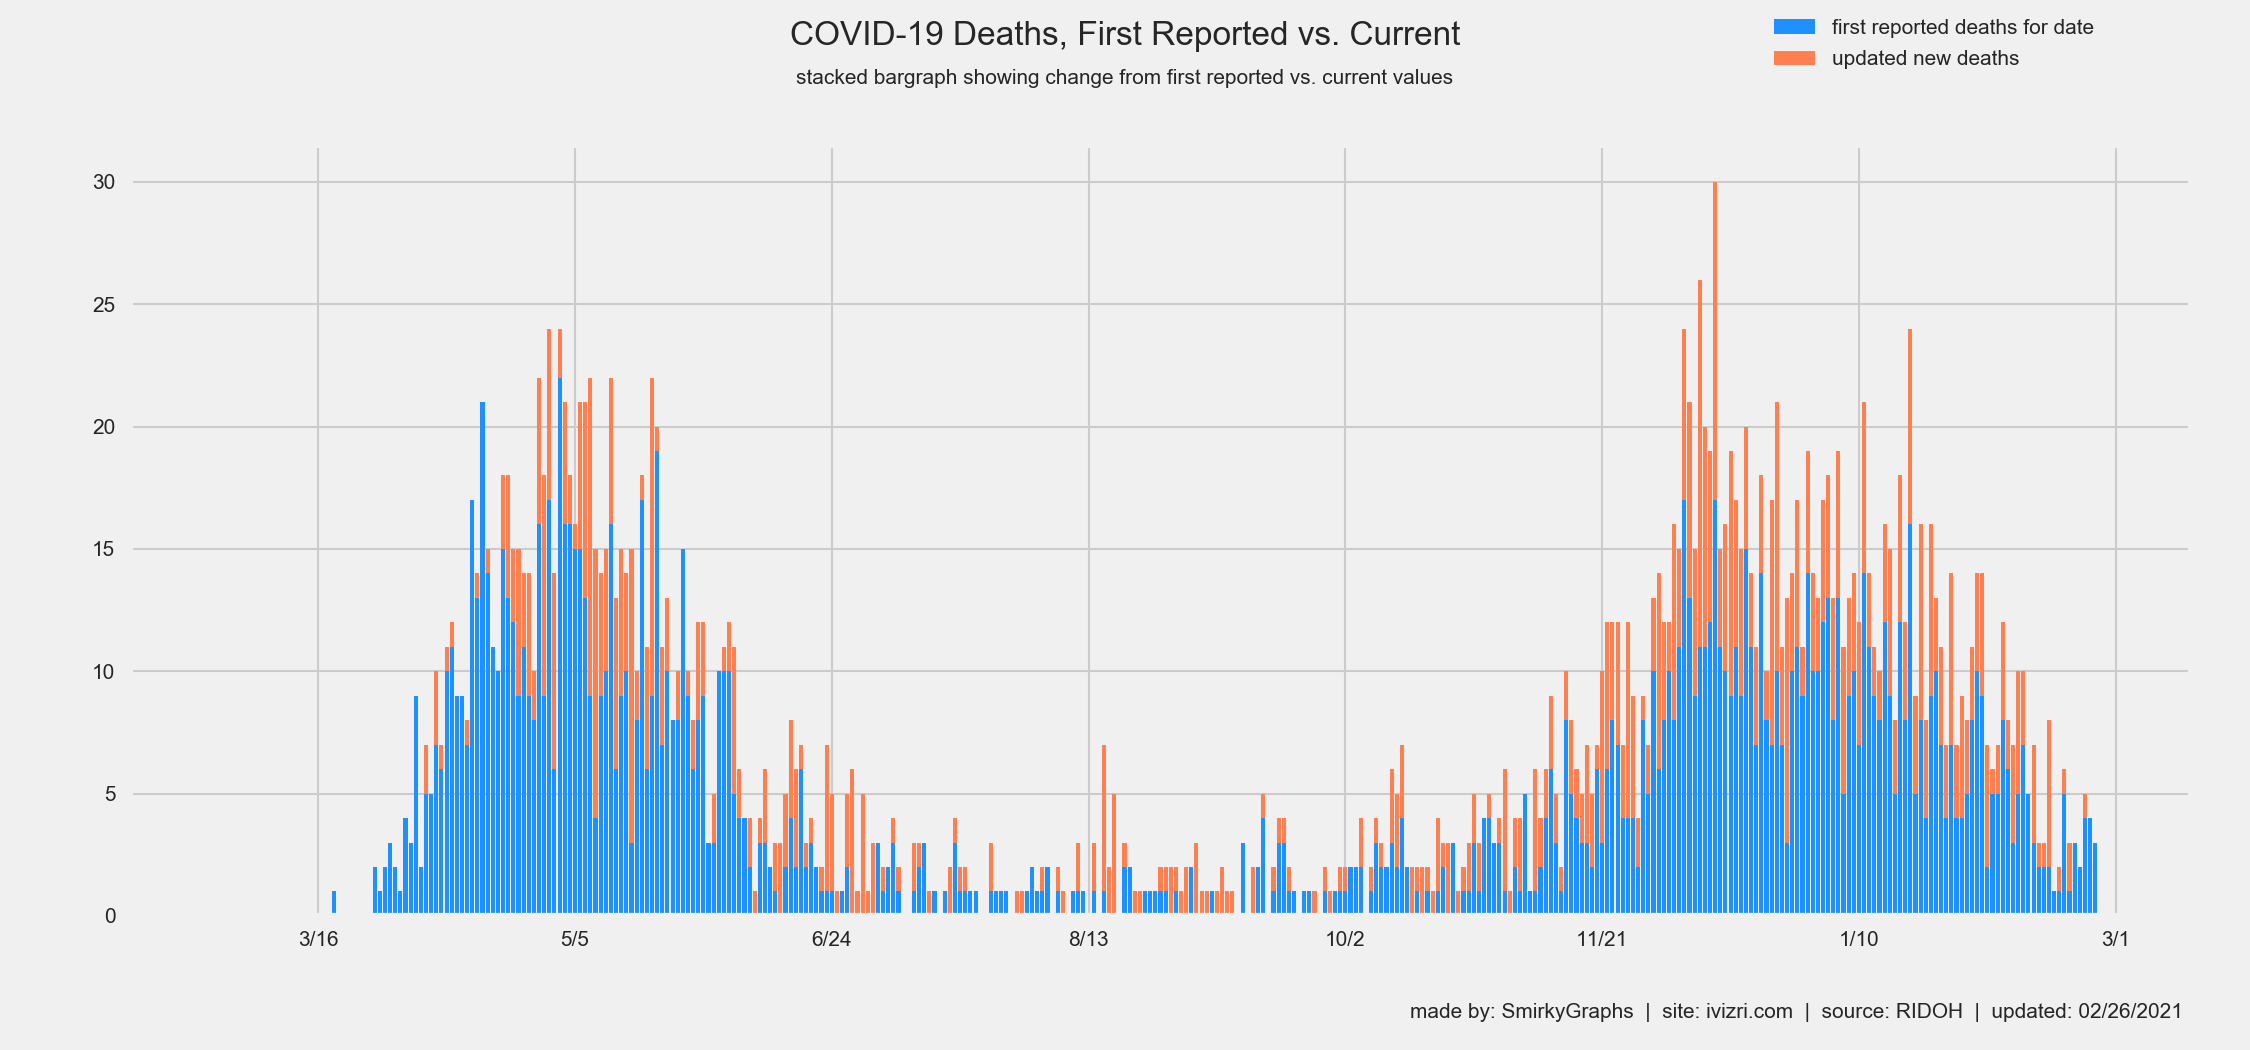 COVID-19 Deaths, First Reported vs. Current
stacked bargraph showing change from first reported vs. current values
first reported deaths for date
updated new deaths
30
25
20
15
10
5
0
3/16 5/5 6/24 8/13 10/2 11/21 1/10 3/1
made by: SmirkyGraphs | site: ivizri.com | source: RIDOH | updated: 02/26/2021